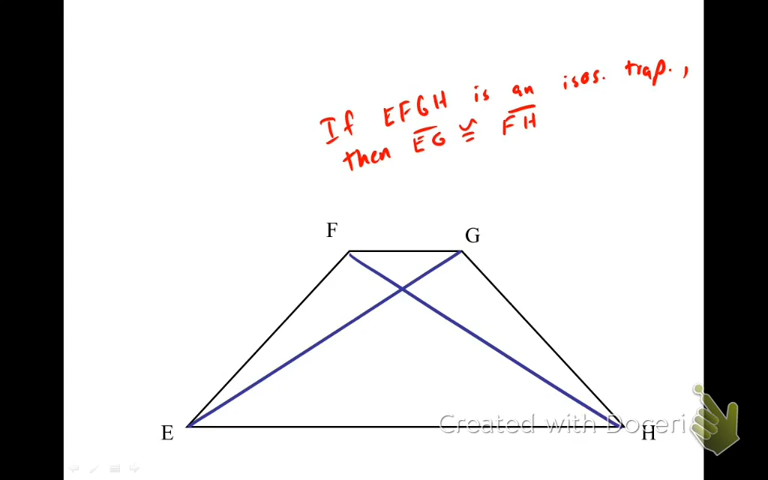 If EFGH is an isos. trap.,
then EG ≅ FH
F
G
E
H
Created with Doceri